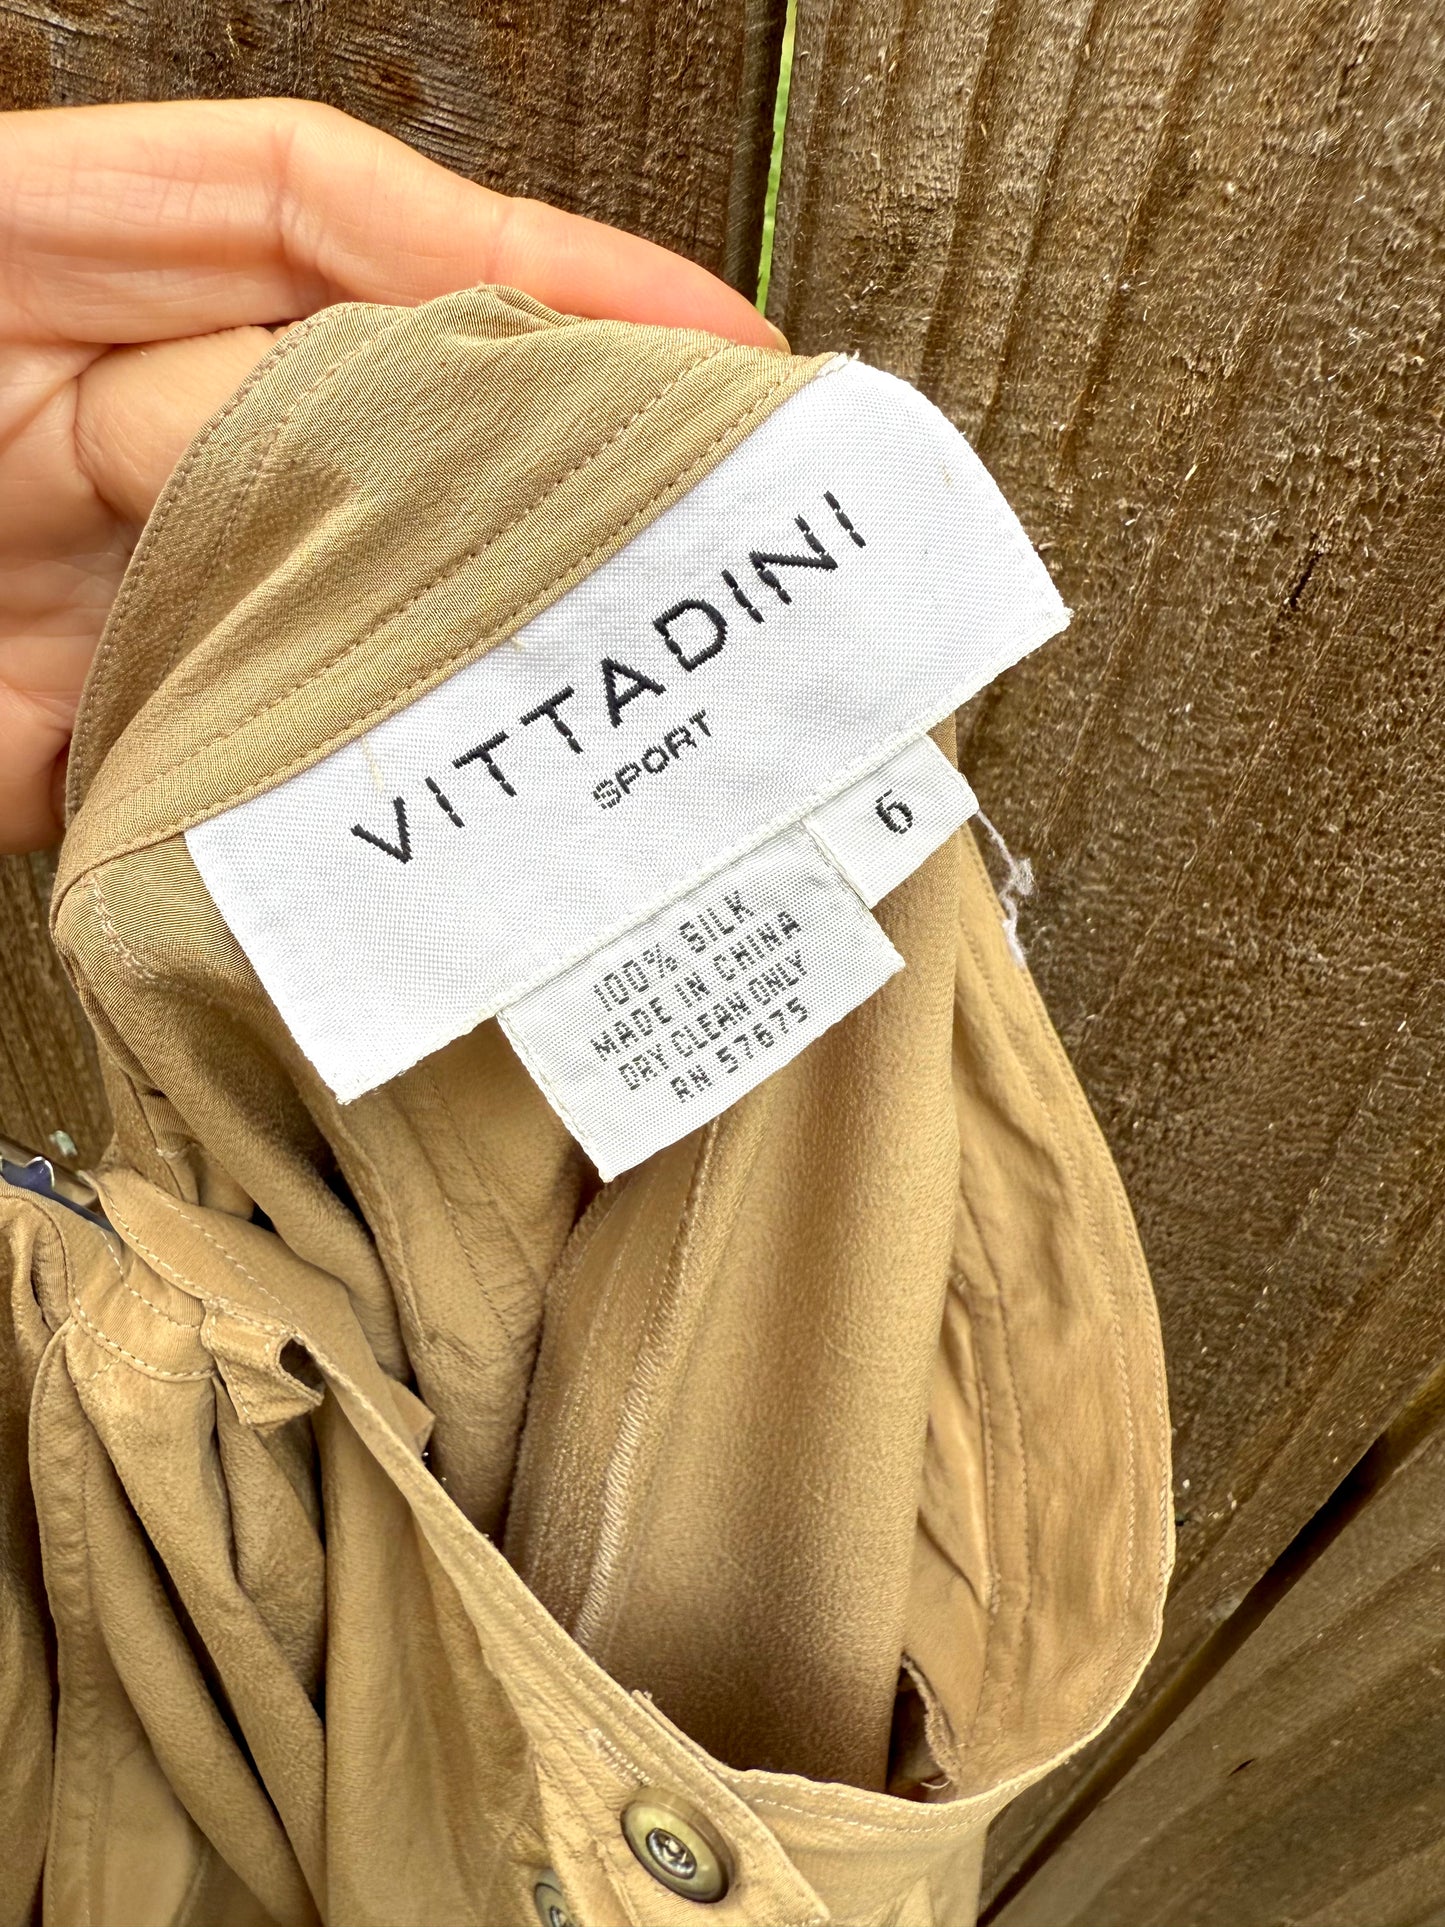 VITTADINI
SPORT
6
100% SILK
MADE IN CHINA
DRY CLEAN ONLY
RN 57675